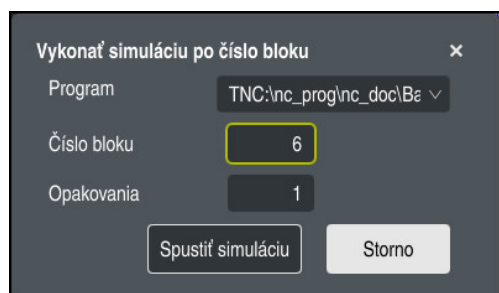 Vykonať simuláciu po číslo bloku ×
Program TNC:\nc_prog\nc_doc\Ba
Číslo bloku 6
Opakovania 1
Spustiť simuláciu Storno